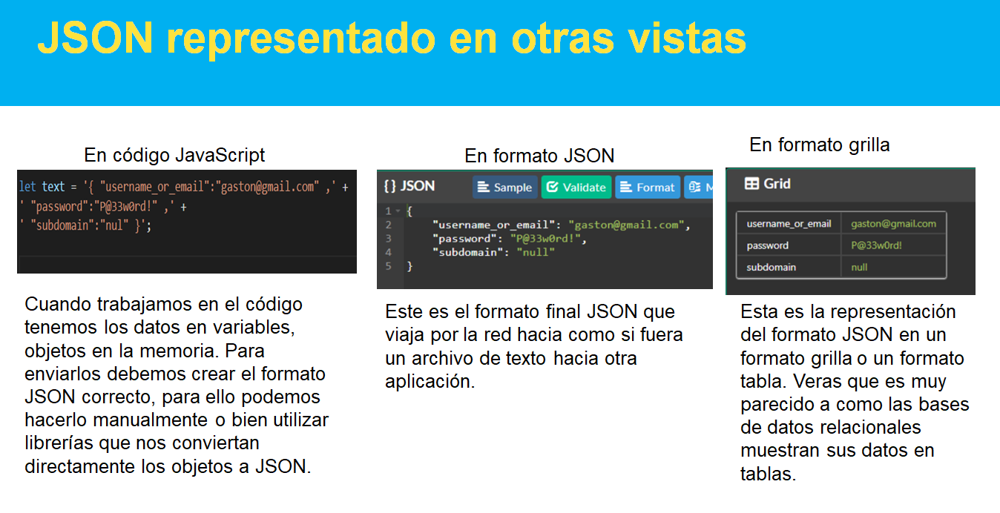 JSON representado en otras vistas
En código JavaScript
let text = '{ "username_or_email":"gaston@gmail.com" ,' +
' "password":"P@33w0rd!" ,' +
' "subdomain":"nul" }';
Cuando trabajamos en el código
tenemos los datos en variables,
objetos en la memoria. Para
enviarlos debemos crear el formato
JSON correcto, para ello podemos
hacerlo manualmente o bien utilizar
librerías que nos conviertan
directamente los objetos a JSON.
En formato JSON
{} JSON Sample Validate Format M
1 {
2 "username_or_email": "gaston@gmail.com",
3 "password": "P@33w0rd!",
4 "subdomain": "null"
5 }
Este es el formato final JSON que
viaja por la red hacia como si fuera
un archivo de texto hacia otra
aplicación.
En formato grilla
Grid
username_or_email gaston@gmail.com
password P@33w0rd!
subdomain null
Esta es la representación
del formato JSON en un
formato grilla o un formato
tabla. Veras que es muy
parecido a como las bases
de datos relacionales
muestran sus datos en
tablas.